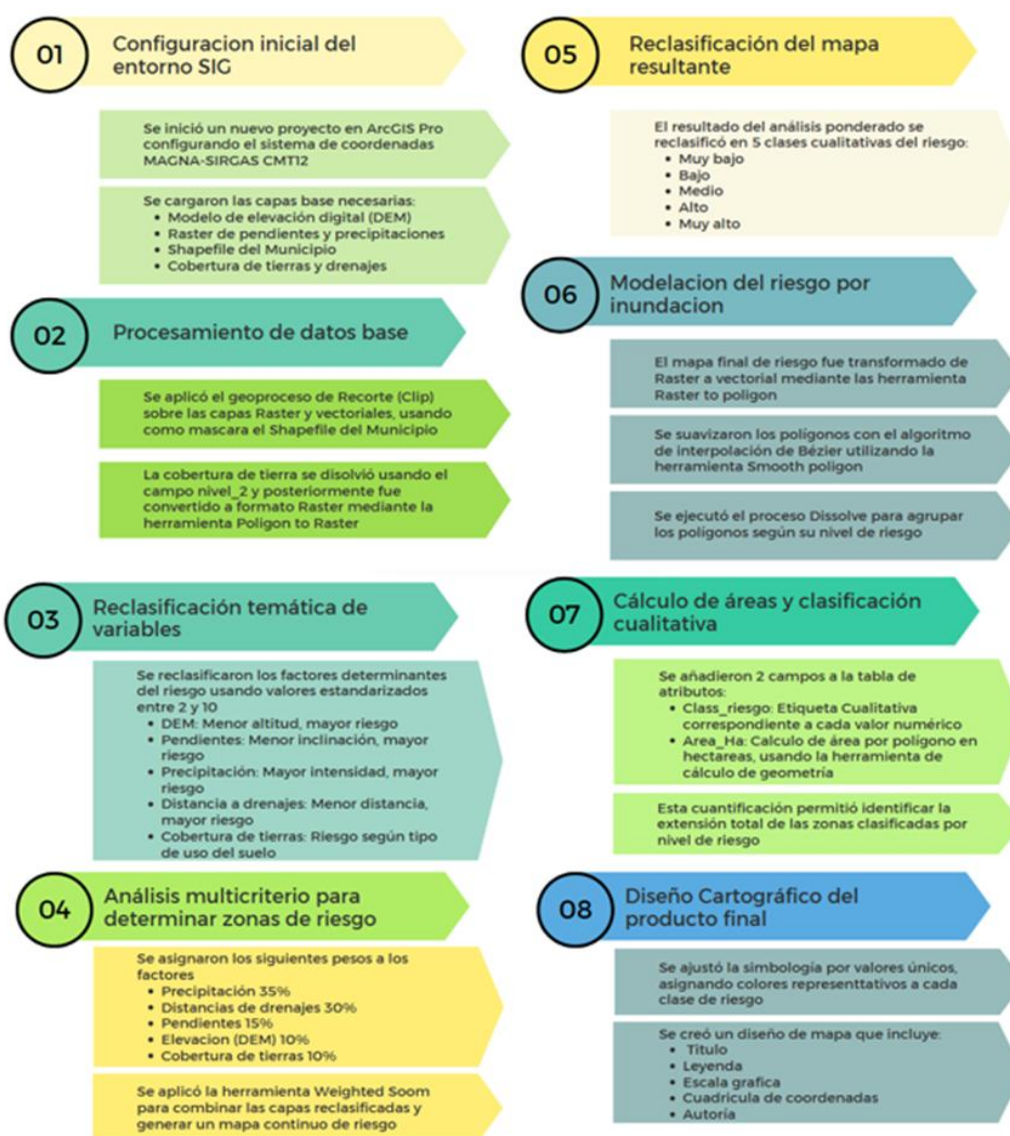 01
Configuracion inicial del
entorno SIG
Se inició un nuevo proyecto en ArcGIS Pro
configurando el sistema de coordenadas
MAGNA-SIRGAS CMT12
Se cargaron las capas base necesarias:
• Modelo de elevación digital (DEM)
• Raster de pendientes y precipitaciones
• Shapefile del Municipio
• Cobertura de tierras y drenajes
02
Procesamiento de datos base
Se aplicó el geoproceso de Recorte (Clip)
sobre las capas Raster y vectoriales, usando
como mascara el Shapefile del Municipio
La cobertura de tierra se disolvió usando el
campo nivel_2 y posteriormente fue
convertido a formato Raster mediante la
herramienta Poligon to Raster
03
Reclasificación temática de
variables
Se reclasificaron los factores determinantes
del riesgo usando valores estandarizados
entre 2 y 10
• DEM: Menor altitud, mayor riesgo
• Pendientes: Menor inclinación, mayor
riesgo
• Precipitación: Mayor intensidad, mayor
riesgo
• Distancia a drenajes: Menor distancia,
mayor riesgo
• Cobertura de tierras: Riesgo según tipo
de uso del suelo
04
Análisis multicriterio para
determinar zonas de riesgo
Se asignaron los siguientes pesos a los
factores
• Precipitación 35%
• Distancias de drenajes 30%
• Pendientes 15%
• Elevacion (DEM) 10%
• Cobertura de tierras 10%
Se aplicó la herramienta Weighted Soom
para combinar las capas reclasificadas y
generar un mapa continuo de riesgo
05
Reclasificación del mapa
resultante
El resultado del análisis ponderado se
reclasificó en 5 clases cualitativas del riesgo:
• Muy bajo
• Bajo
• Medio
• Alto
• Muy alto
06
Modelacion del riesgo por
inundacion
El mapa final de riesgo fue transformado de
Raster a vectorial mediante las herramienta
Raster to poligon
Se suavizaron los polígonos con el algoritmo
de interpolación de Bézier utilizando la
herramienta Smooth poligon
Se ejecutó el proceso Dissolve para agrupar
los polígonos según su nivel de riesgo
07
Cálculo de áreas y clasificación
cualitativa
Se añadieron 2 campos a la tabla de
atributos:
• Class_riesgo: Etiqueta Cualitativa
correspondiente a cada valor numérico
• Area_Ha: Calculo de área por polígono en
hectareas, usando la herramienta de
cálculo de geometría
Esta cuantificación permitió identificar la
extensión total de las zonas clasificadas por
nivel de riesgo
08
Diseño Cartográfico del
producto final
Se ajustó la simbología por valores únicos,
asignando colores representtativos a cada
clase de riesgo
Se creó un diseño de mapa que incluye:
• Titulo
• Leyenda
• Escala grafica
• Cuadricula de coordenadas
• Autoría